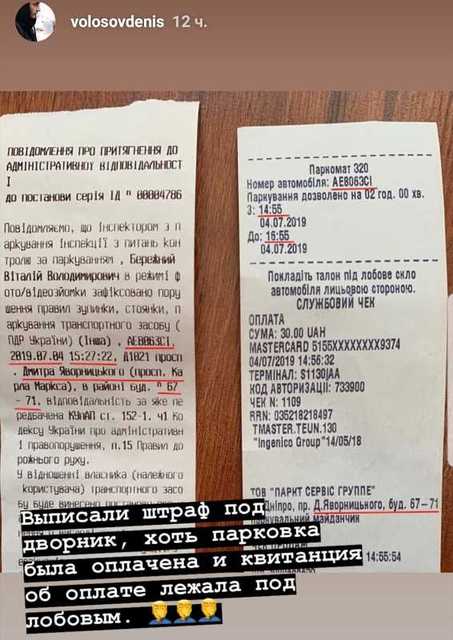 volosovdenis 12 ч.
ПОВІДОМЛЕННЯ ПРО ПРИТЯГНЕННЯ ДО
АДМІНІСТРАТИВНОЇ ВІДПОВІДАЛЬНОСТ
І
до постанови серія ІД № 00004786
Повідомляємо, що Інспектором з п
аркування Інспекції з питань кон
тролю за паркуванням , Бережний
Віталій Володимирович в режимі ф
ото/відеозйомки зафіксовано пору
шення правил зупинки, стоянки, п
аркування транспортного засобу (
ПДР України) (Інша) , АЕ8063СІ,
2019.07.04 15:27:22, Д1021 просп
. Дмитра Яворницького (просп. Ка
рла Маркса), в районі буд. " 67
- 71, відповідальність за яке пе
редбачена КУпАП ст. 152-1. ч1 Ко
дексу України про адміністративн
і правопорушення, п.15 Правил до
рожнього руху.
У відношенні власника (належного
користувача) транспортного засо
бу буде винесено
Паркомат 320
Номер автомобіля: АЕ8063СІ
Паркування дозволено на 02 год. 00 хв.
З: 14:55
04.07.2019
До: 16:55
04.07.2019
Покладіть талон під лобове скло
автомобіля лицьовою стороною.
СЛУЖБОВИЙ ЧЕК
ОПЛАТА
СУМА: 30.00 UAH
MASTERCARD 5155XXXXXXXX9374
04/07/2019 14:56:32
ТЕРМІНАЛ: S1130JAA
КОД АВТОРИЗАЦІЇ: 733900
ЧЕК N: 1109
RRN: 035218218497
TMASTER.TEUN.130
"Ingenico Group"14/05/18
ТОВ "ПАРКТ СЕРВІС ГРУППЕ"
Дніпро, пр. Д.Яворницького, буд. 67-71
майданчик
14:55:54
Выписали штраф под
дворник, хоть парковка
была оплачена и квитанция
об оплате лежала под
лобовым. 🤦‍♂️🤦‍♂️🤦‍♂️